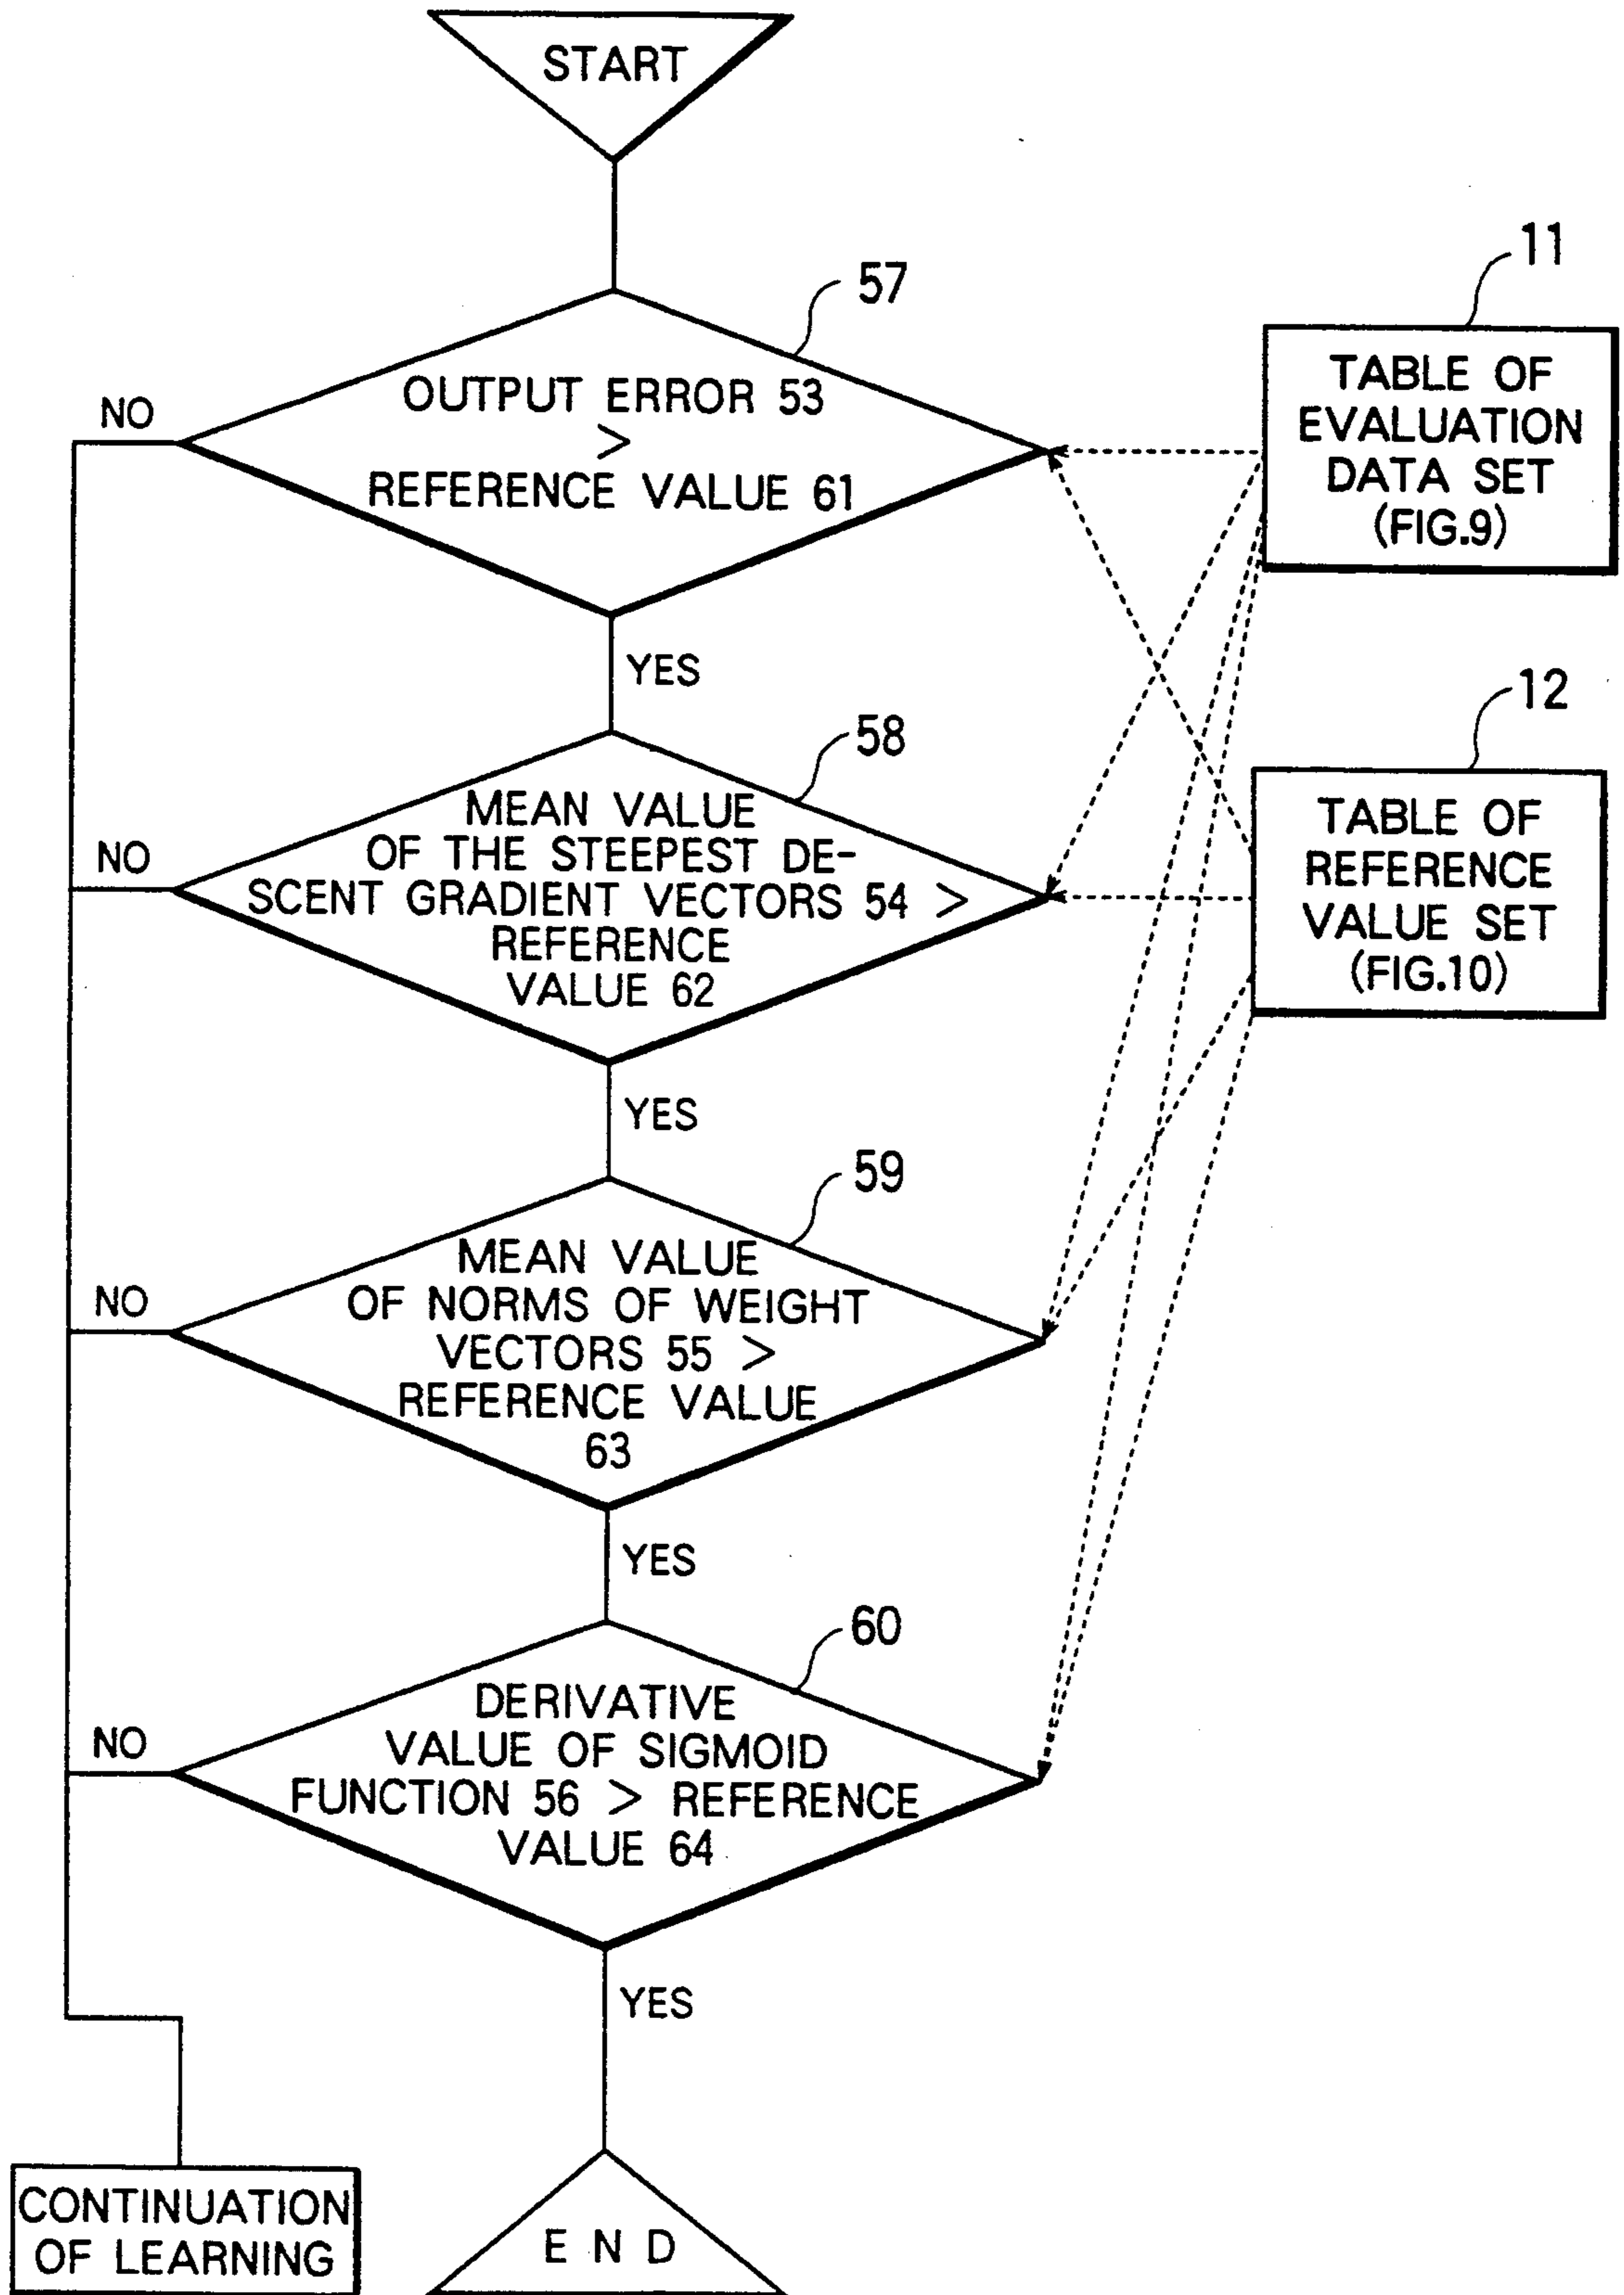 START
57
OUTPUT ERROR 53
>
REFERENCE VALUE 61
NO
YES
11
TABLE OF
EVALUATION
DATA SET
(FIG.9)
58
MEAN VALUE
OF THE STEEPEST DE-
SCENT GRADIENT VECTORS 54 >
REFERENCE
VALUE 62
NO
YES
12
TABLE OF
REFERENCE
VALUE SET
(FIG.10)
59
MEAN VALUE
OF NORMS OF WEIGHT
VECTORS 55 >
REFERENCE VALUE
63
NO
YES
60
DERIVATIVE
VALUE OF SIGMOID
FUNCTION 56 > REFERENCE
VALUE 64
NO
YES
CONTINUATION
OF LEARNING
END